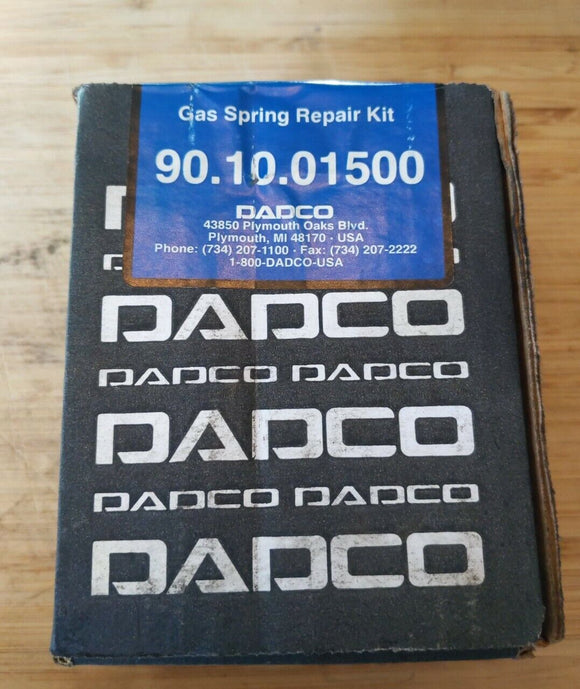 Gas Spring Repair Kit
90.10.01500
DADCO
43850 Plymouth Oaks Blvd.
Plymouth, MI 48170 · USA
Phone: (734) 207-1100 · Fax: (734) 207-2222
1-800-DADCO-USA
DADCO
DADCO DADCO
DADCO
DADCO DADCO
DADCO